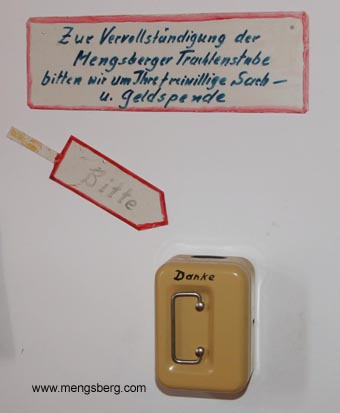 Zur Vervollständigung der
Mengsberger Trachtenstube
bitten wir um Ihre freiwillige Sach-
u. Geldspende
Bitte
Danke
www.mengsberg.com